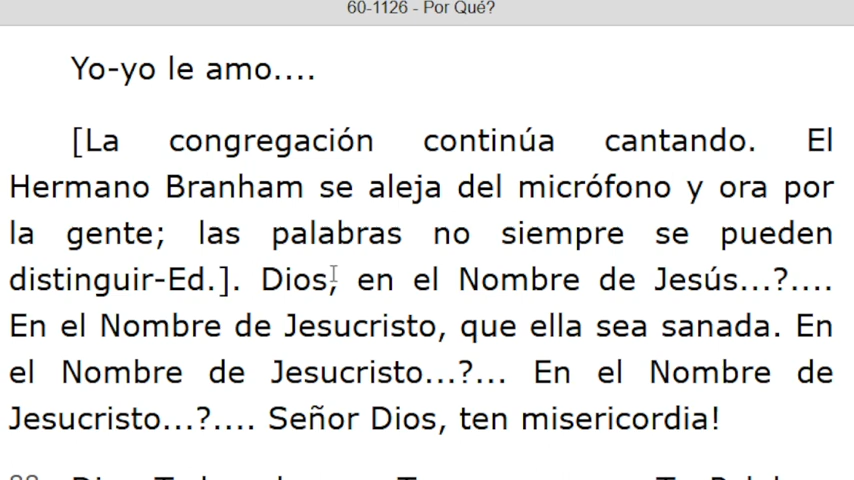 60-1126 - Por Qué?
Yo-yo le amo....
[La congregación continúa cantando. El
Hermano Branham se aleja del micrófono y ora por
la gente; las palabras no siempre se pueden
distinguir-Ed.]. Dios, en el Nombre de Jesús...?....
En el Nombre de Jesucristo, que ella sea sanada. En
el Nombre de Jesucristo...?... En el Nombre de
Jesucristo...?.... Señor Dios, ten misericordia!